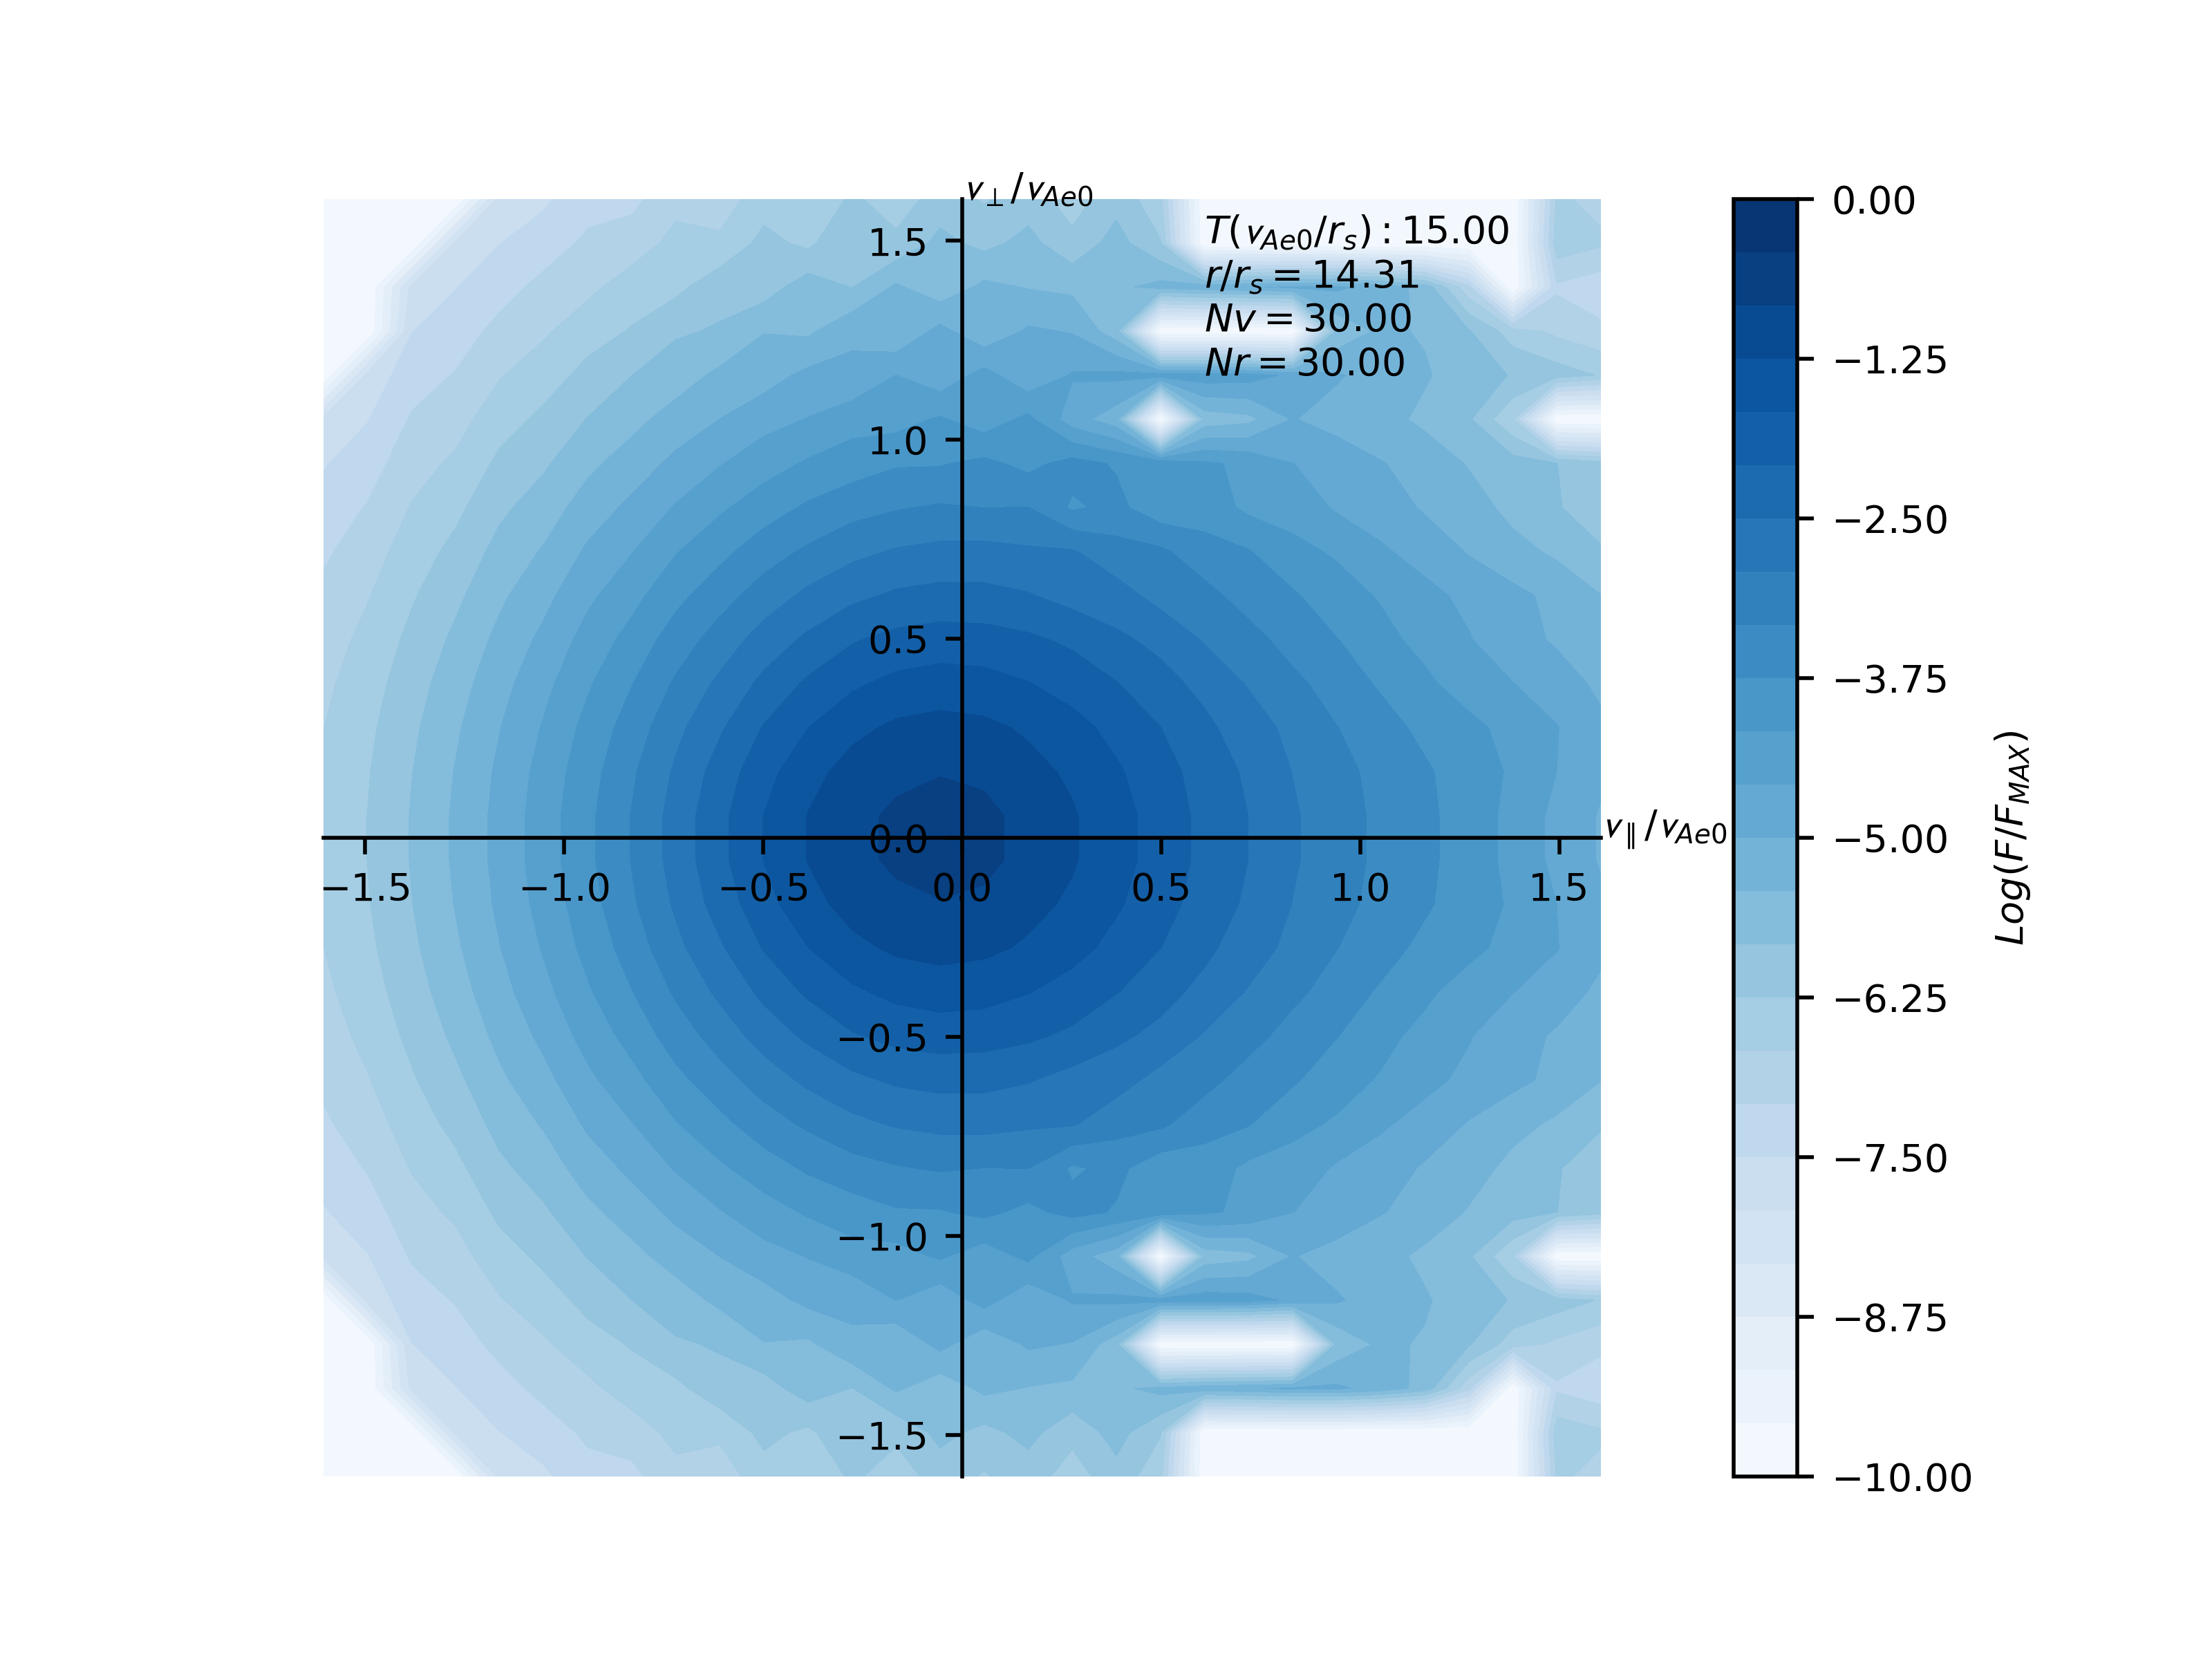 v⊥/vAe0
T(vAe0/rs) : 15.00
r/rs = 14.31
Nv = 30.00
Nr = 30.00
1.5
1.0
0.5
0.0
−0.5
−1.0
−1.5
−1.5 −1.0 −0.5 0.0 0.5 1.0 1.5
v∥/vAe0
0.00
−1.25
−2.50
−3.75
−5.00
−6.25
−7.50
−8.75
−10.00
Log(F/FMAX)